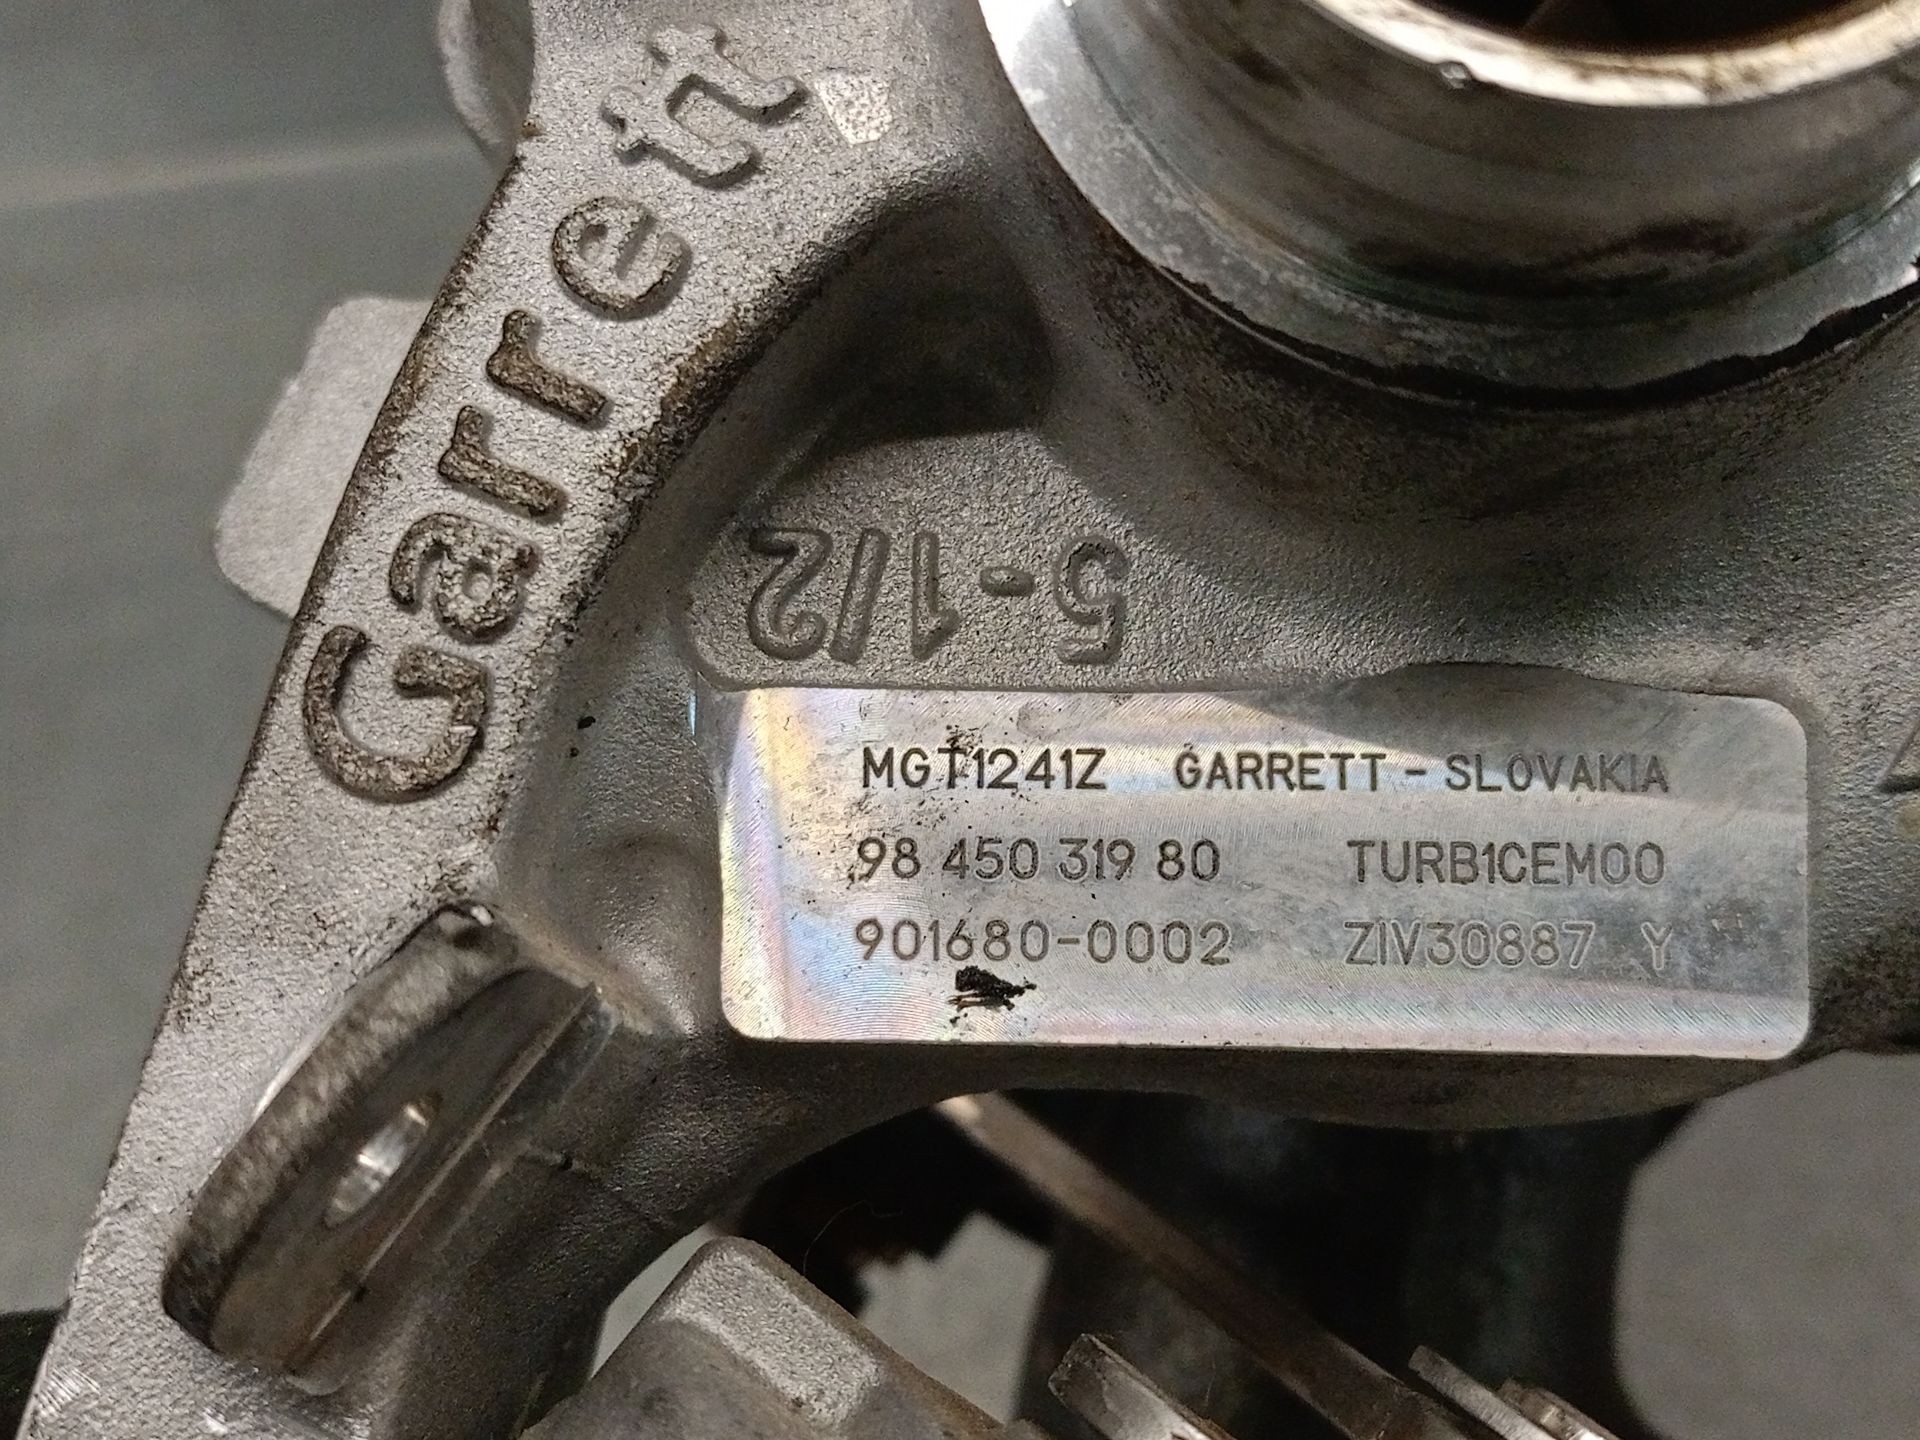 Garrett
5-1/2
MGT1241Z GARRETT - SLOVAKIA
98 450 319 80 TURB1CEM00
901680-0002 ZIV30887 Y